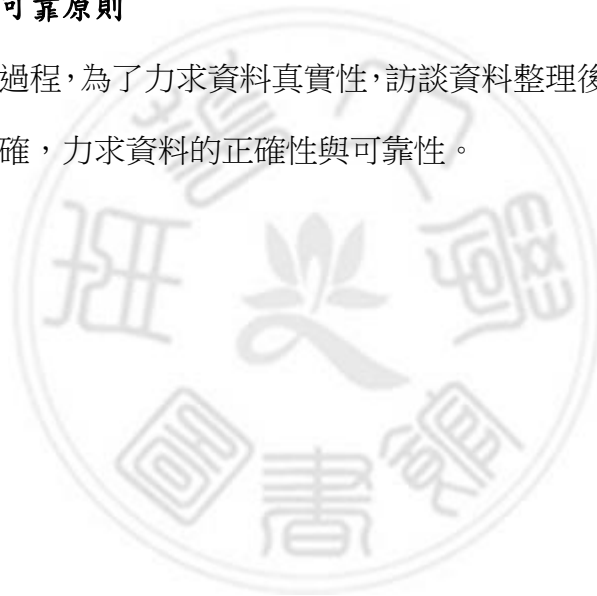 可靠原則
過程，為了力求資料真實性，訪談資料整理後
確，力求資料的正確性與可靠性。
書